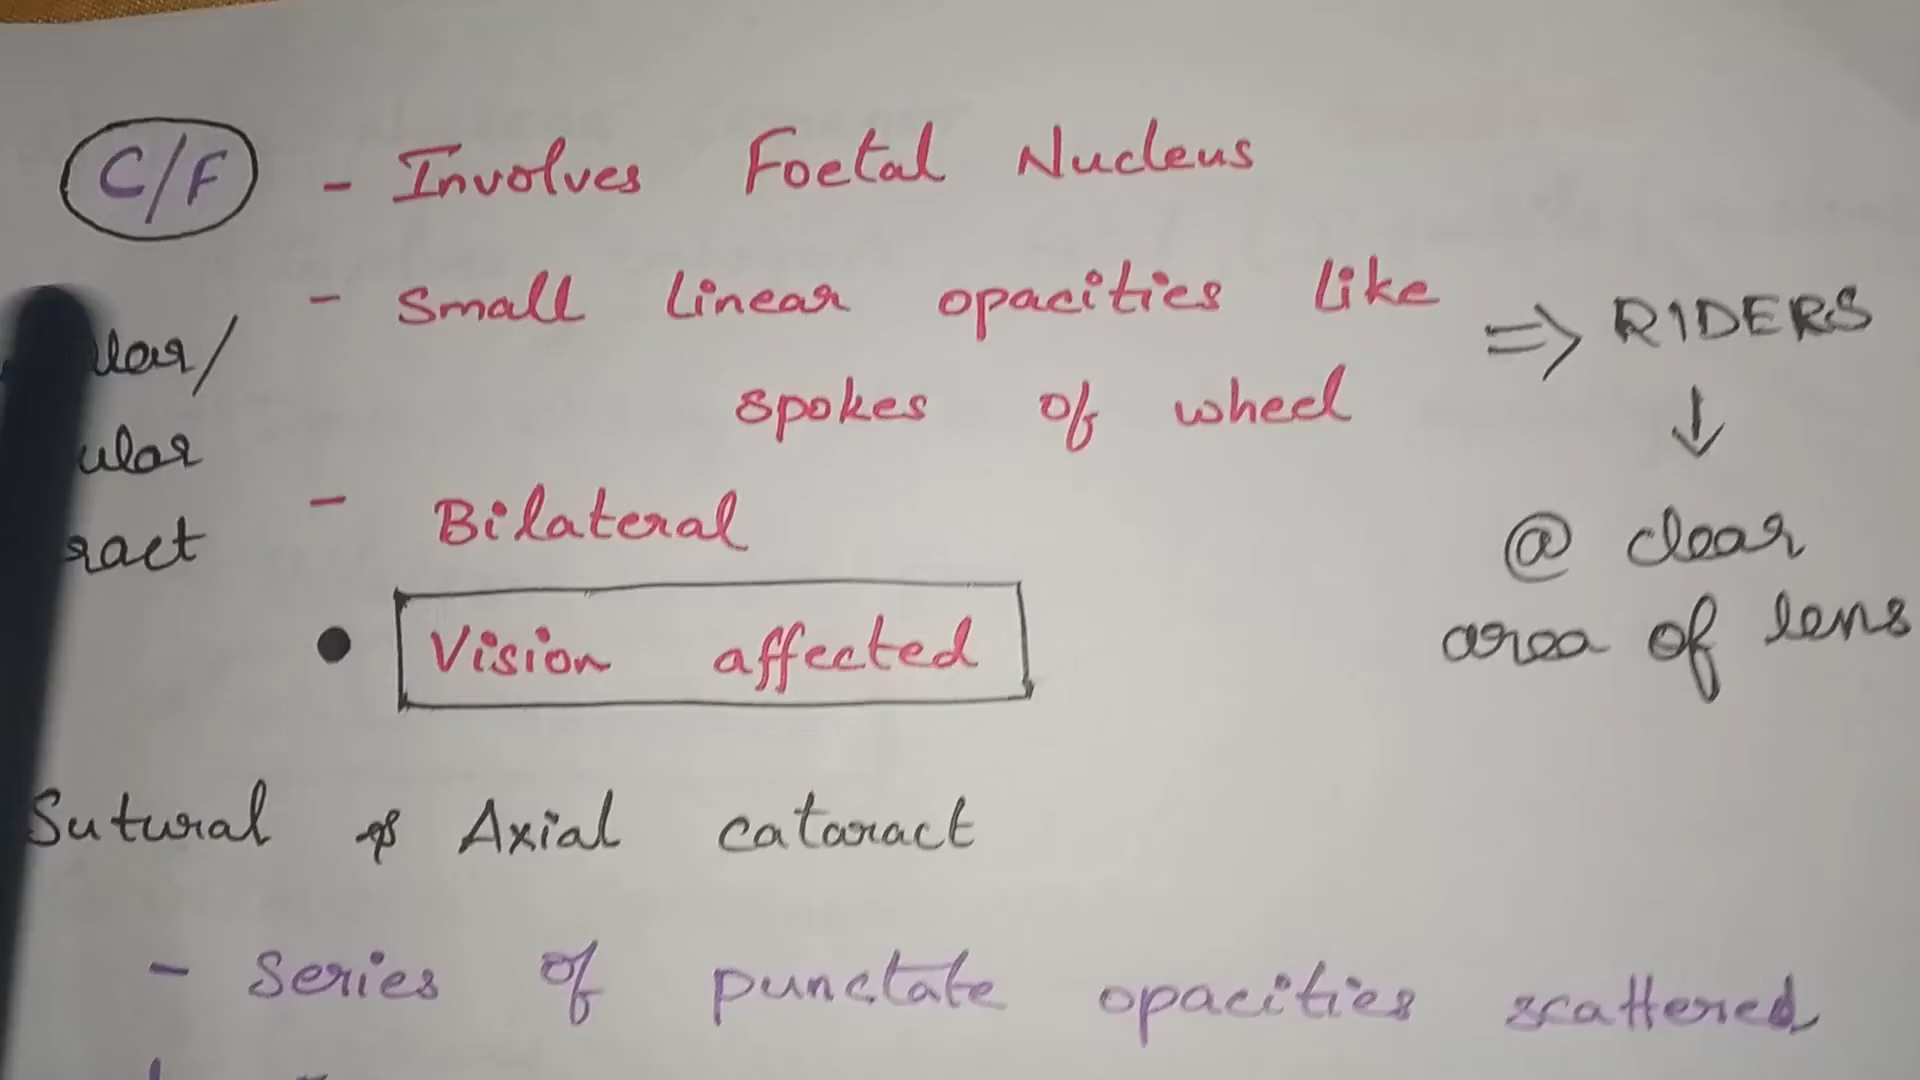 C/F - Involves Foetal Nucleus
- Small linear opacities like
spokes of wheel
⇒ RIDERS
↓
@ clear
area of lens
- Bilateral
• Vision affected
Sutural Axial cataract
- Series of punctate opacities scattered